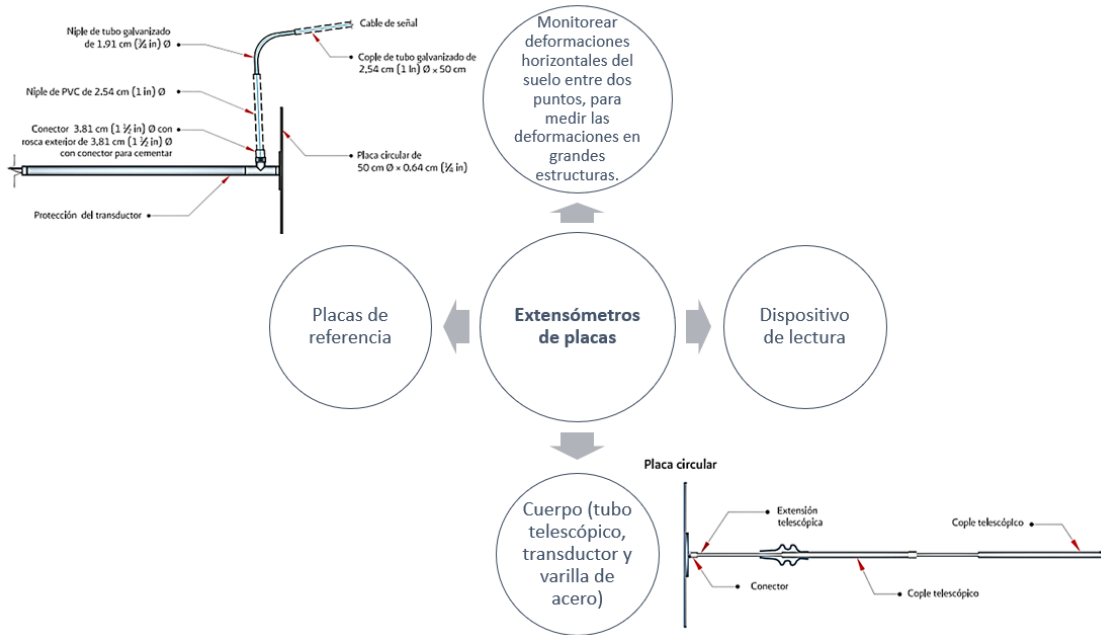 Niple de tubo galvanizado
de 1.91 cm (¾ in) Ø
Cable de señal
Cople de tubo galvanizado de
2,54 cm (1 In) Ø × 50 cm
Niple de PVC de 2.54 cm (1 in) Ø
Conector 3,81 cm (1 ½ in) Ø con
rosca exterior de 3,81 cm (1 ½ in) Ø
con conector para cementar
Placa circular de
50 cm Ø × 0.64 cm (¼ in)
Protección del transductor
Monitorear
deformaciones
horizontales del
suelo entre dos
puntos, para
medir las
deformaciones en
grandes
estructuras.
Placas de
referencia
Extensómetros
de placas
Dispositivo
de lectura
Cuerpo (tubo
telescópico,
transductor y
varilla de
acero)
Placa circular
Extensión
telescópica
Cople telescópico
Conector
Cople telescópico